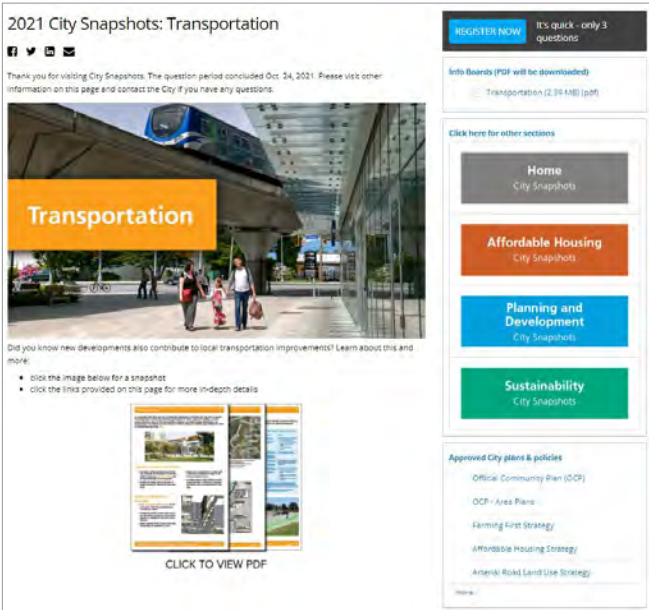 2021 City Snapshots: Transportation
Thank you for visiting City Snapshots. The question period concluded Oct. 24, 2021. Please visit other
information on this page and contact the City if you have any questions.
Transportation
Did you know new developments also contribute to local transportation improvements? Learn about this and
more:
click the image below for a snapshot
click the links provided on this page for more in-depth details
CLICK TO VIEW PDF
REGISTER NOW
It's quick - only 3
questions
Info Boards (PDF will be downloaded)
Transportation (2.39 MB) (pdf)
Click here for other sections
Home
City Snapshots
Affordable Housing
City Snapshots
Planning and
Development
City Snapshots
Sustainability
City Snapshots
Approved City plans & policies
Official Community Plan (OCP)
OCP - Area Plans
Farming First Strategy
Affordable Housing Strategy
Arterial Road Land Use Strategy
more..